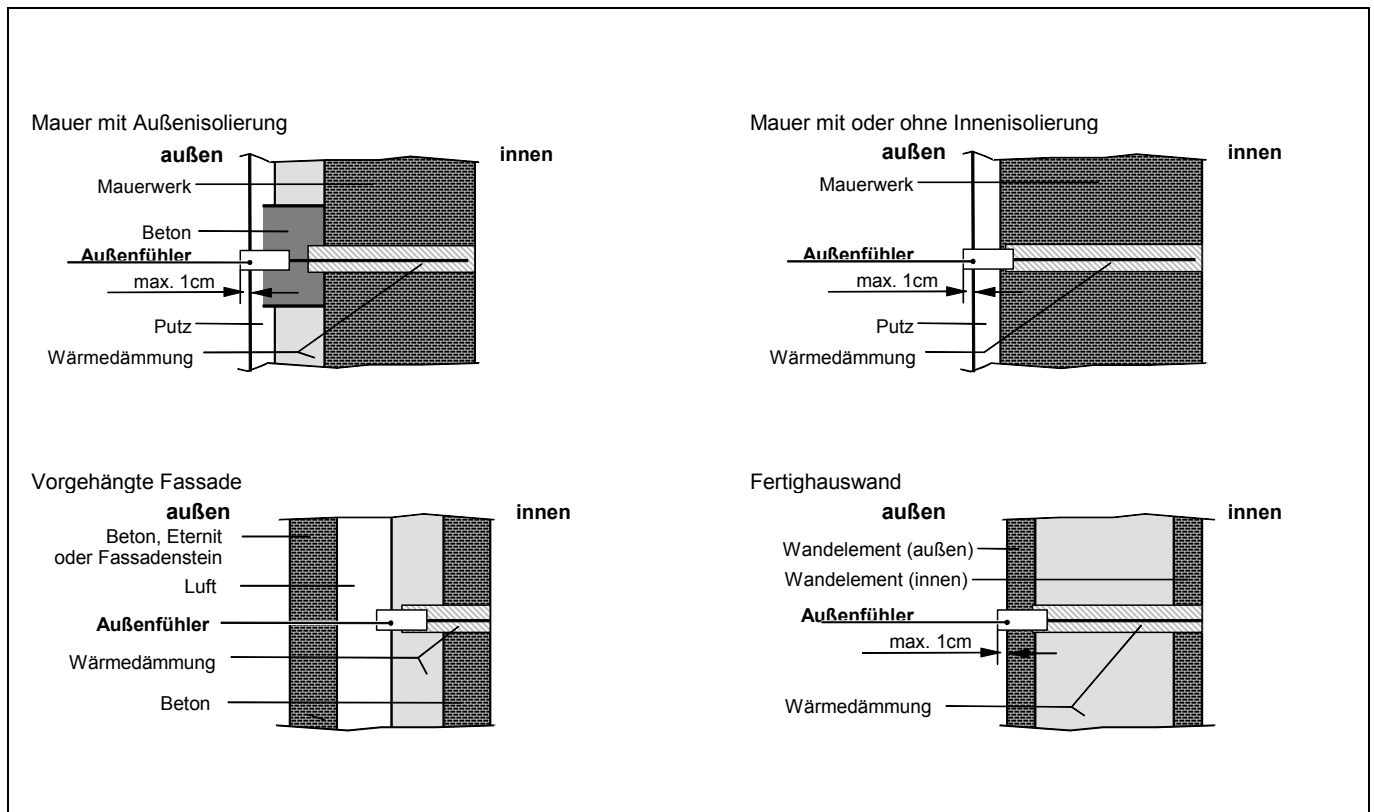 Mauer mit Außenisolierung
außen
innen
Mauerwerk
Beton
Außenfühler
max. 1cm
Putz
Wärmedämmung
Mauer mit oder ohne Innenisolierung
außen
innen
Mauerwerk
Außenfühler
max. 1cm
Putz
Wärmedämmung
Vorgehängte Fassade
außen
innen
Beton, Eternit
oder Fassadenstein
Luft
Außenfühler
Wärmedämmung
Beton
Fertighauswand
außen
innen
Wandelement (außen)
Wandelement (innen)
Außenfühler
max. 1cm
Wärmedämmung